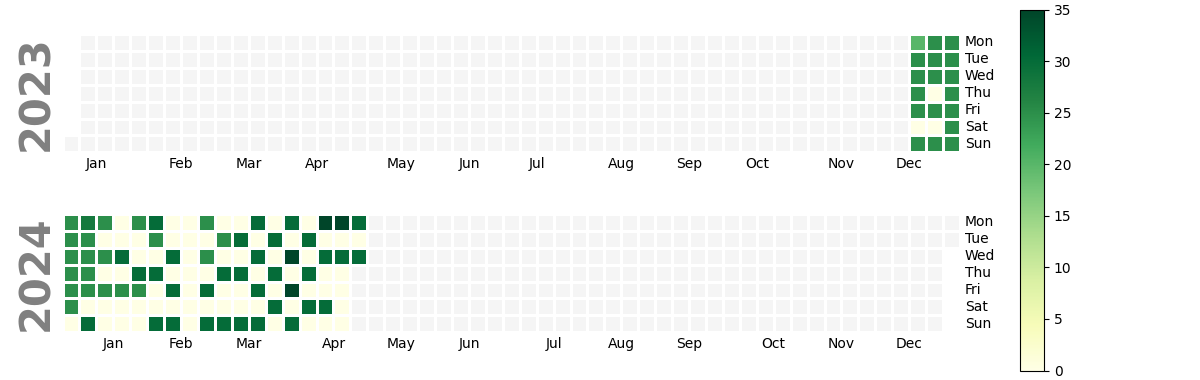 2023
Mon
Tue
Wed
Thu
Fri
Sat
Sun
Jan Feb Mar Apr May Jun Jul Aug Sep Oct Nov Dec
2024
Mon
Tue
Wed
Thu
Fri
Sat
Sun
Jan Feb Mar Apr May Jun Jul Aug Sep Oct Nov Dec
35
30
25
20
15
10
5
0